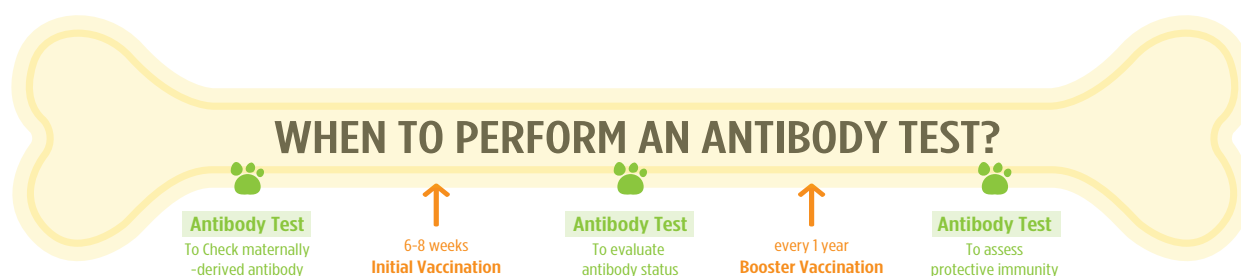 WHEN TO PERFORM AN ANTIBODY TEST?
Antibody Test
To Check maternally
-derived antibody
6-8 weeks
Initial Vaccination
Antibody Test
To evaluate
antibody status
every 1 year
Booster Vaccination
Antibody Test
To assess
protective immunity